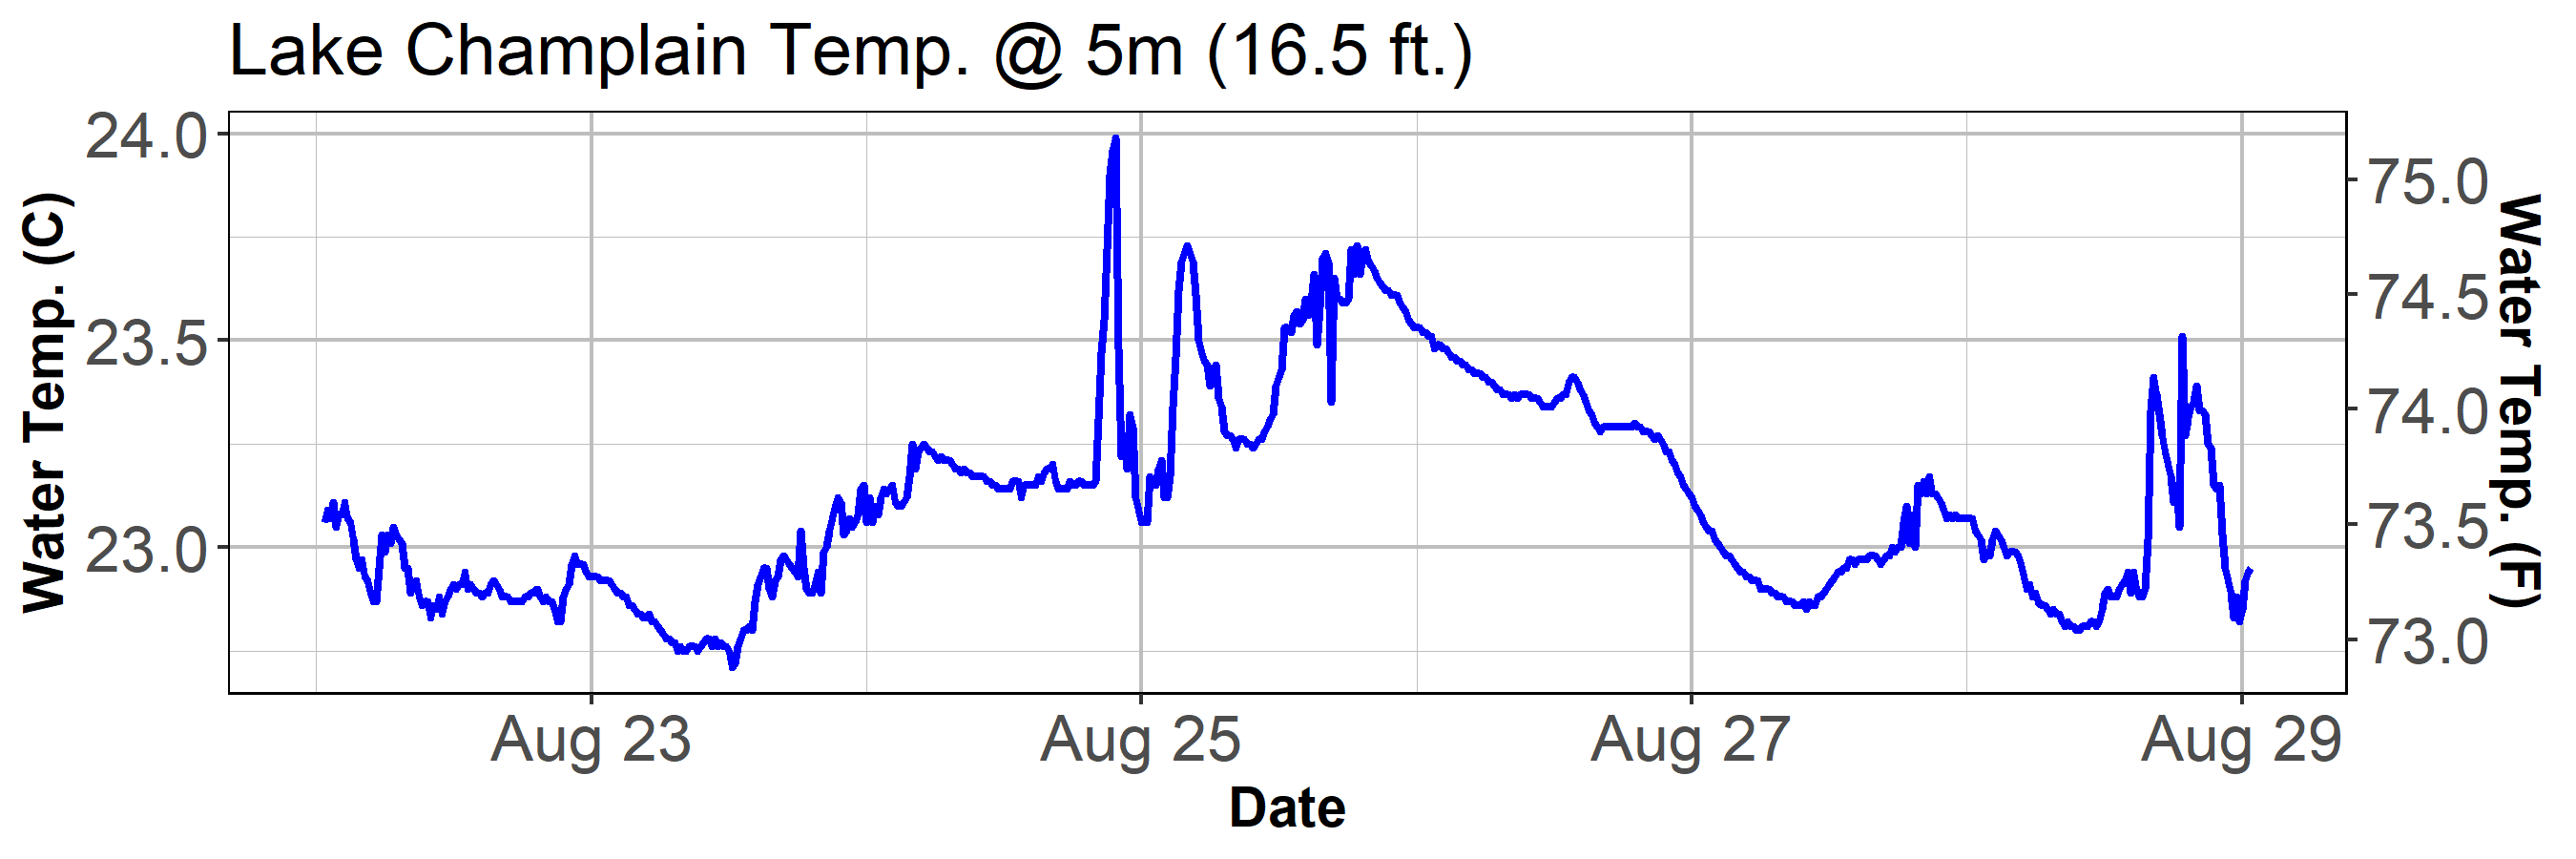 Lake Champlain Temp. @ 5m (16.5 ft.)
Water Temp. (C)
24.0
23.5
23.0
75.0
74.5
74.0
73.5
73.0
Water Temp. (F)
Aug 23
Aug 25
Aug 27
Aug 29
Date